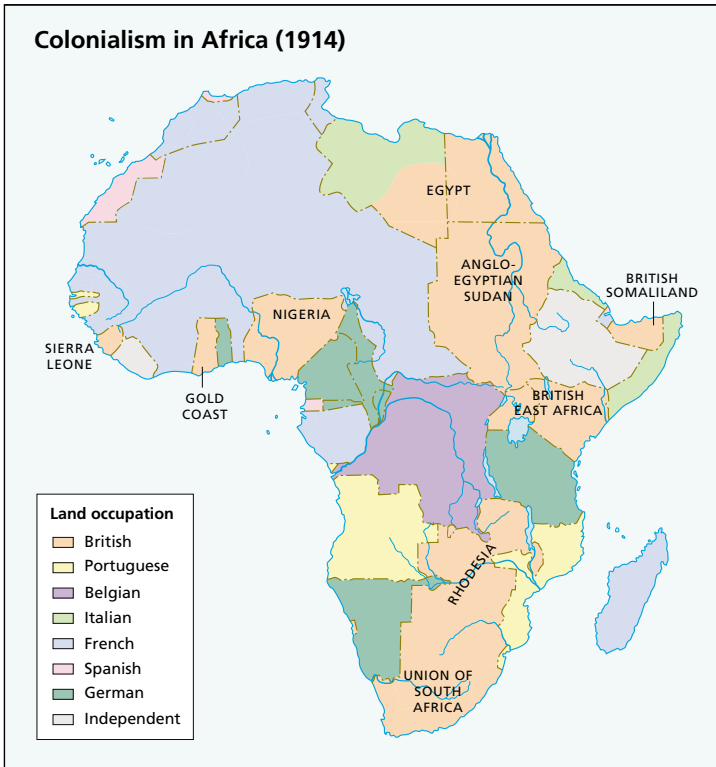 Colonialism in Africa (1914)
EGYPT
ANGLO-
EGYPTIAN
SUDAN
BRITISH
SOMALILAND
NIGERIA
SIERRA
LEONE
GOLD
COAST
BRITISH
EAST AFRICA
RHODESIA
UNION OF
SOUTH
AFRICA
Land occupation
British
Portuguese
Belgian
Italian
French
Spanish
German
Independent